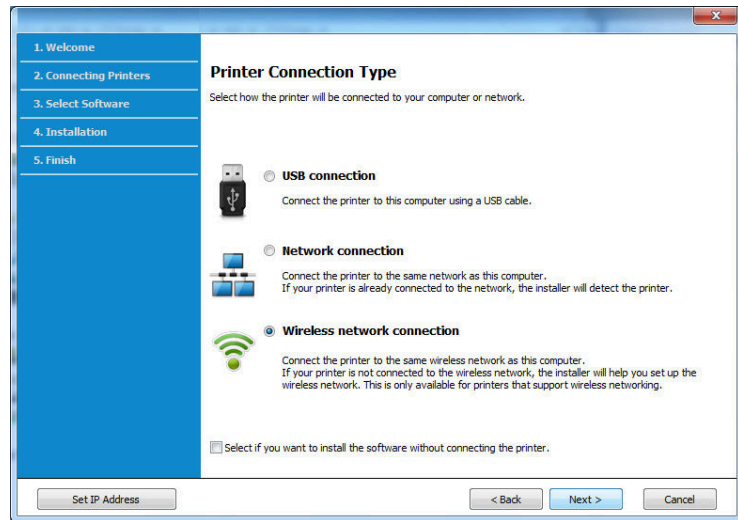 1. Welcome
2. Connecting Printers
3. Select Software
4. Installation
5. Finish
Printer Connection Type
Select how the printer will be connected to your computer or network.
USB connection
Connect the printer to this computer using a USB cable.
Network connection
Connect the printer to the same network as this computer.
If your printer is already connected to the network, the installer will detect the printer.
Wireless network connection
Connect the printer to the same wireless network as this computer.
If your printer is not connected to the wireless network, the installer will help you set up the
wireless network. This is only available for printers that support wireless networking.
Select if you want to install the software without connecting the printer.
Set IP Address
< Back
Next >
Cancel